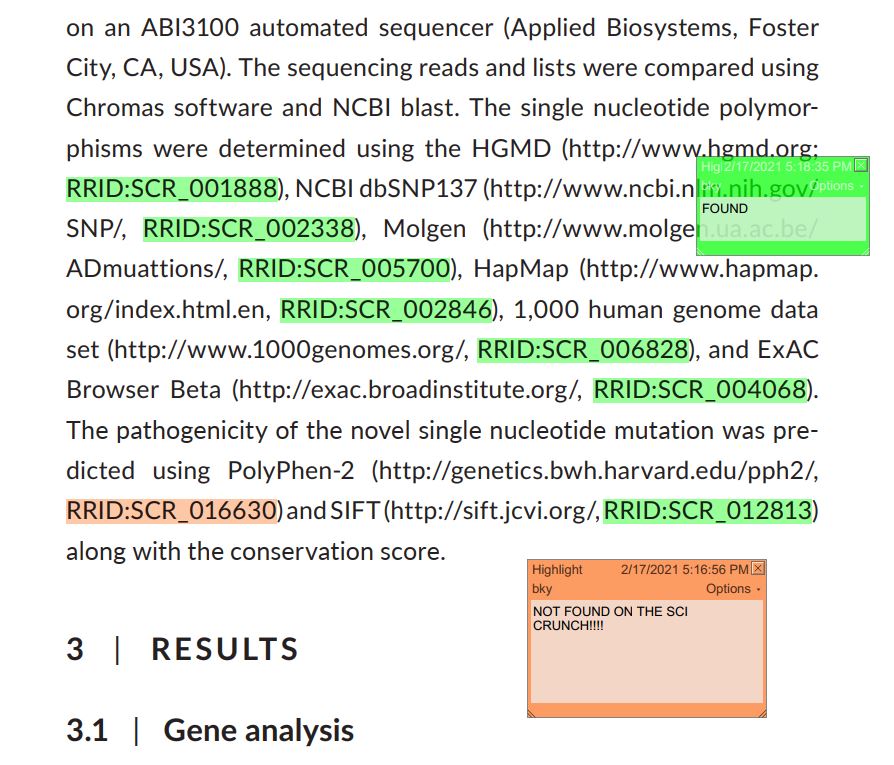 on an ABI3100 automated sequencer (Applied Biosystems, Foster
City, CA, USA). The sequencing reads and lists were compared using
Chromas software and NCBI blast. The single nucleotide polymor-
phisms were determined using the HGMD (http://www.hgmd.org;
RRID:SCR_001888), NCBI dbSNP137 (http://www.ncbi.nlm.nih.gov/
SNP/, RRID:SCR_002338), Molgen (http://www.molgen.ua.ac.be/
ADmuattions/, RRID:SCR_005700), HapMap (http://www.hapmap.
org/index.html.en, RRID:SCR_002846), 1,000 human genome data
set (http://www.1000genomes.org/, RRID:SCR_006828), and ExAC
Browser Beta (http://exac.broadinstitute.org/, RRID:SCR_004068).
The pathogenicity of the novel single nucleotide mutation was pre-
dicted using PolyPhen-2 (http://genetics.bwh.harvard.edu/pph2/,
RRID:SCR_016630) and SIFT (http://sift.jcvi.org/, RRID:SCR_012813)
along with the conservation score.
3 | RESULTS
3.1 | Gene analysis
2/17/2021 5:16:35 PM
bky Options
FOUND
Highlight 2/17/2021 5:16:56 PM
bky Options
NOT FOUND ON THE SCI
CRUNCH!!!!